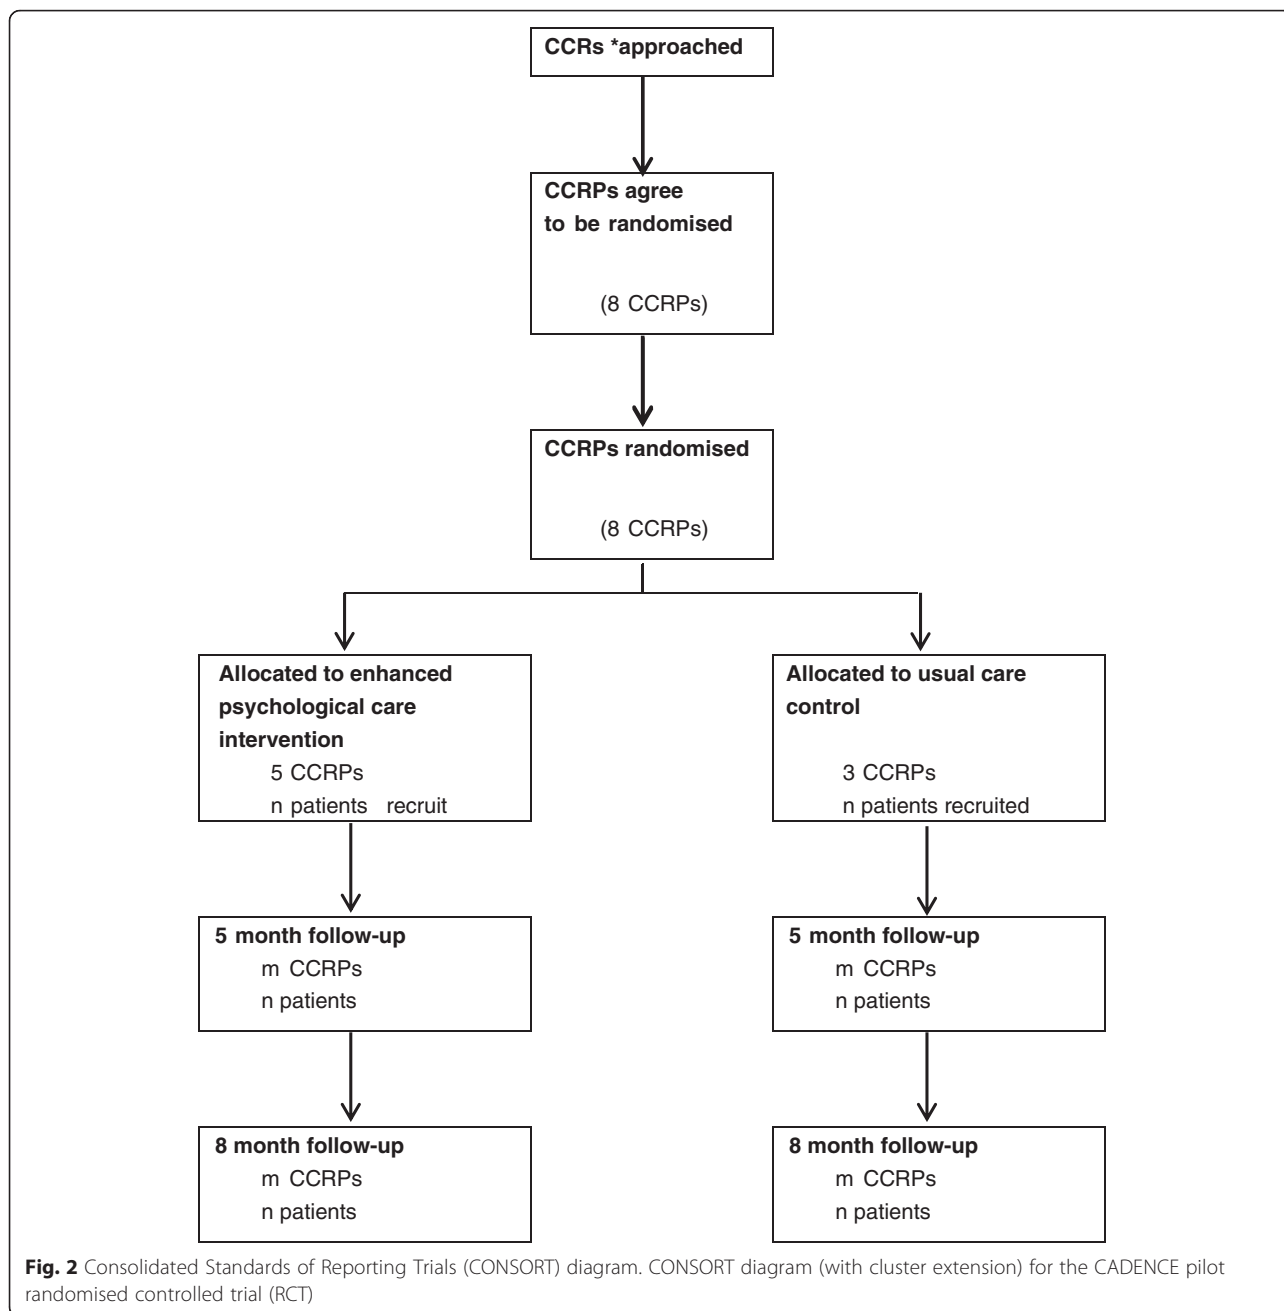 CCRs *approached
CCRPs agree
to be randomised
(8 CCRPs)
CCRPs randomised
(8 CCRPs)
Allocated to enhanced
psychological care
intervention
5 CCRPs
n patients recruit
Allocated to usual care
control
3 CCRPs
n patients recruited
5 month follow-up
m CCRPs
n patients
5 month follow-up
m CCRPs
n patients
8 month follow-up
m CCRPs
n patients
8 month follow-up
m CCRPs
n patients
Fig. 2 Consolidated Standards of Reporting Trials (CONSORT) diagram. CONSORT diagram (with cluster extension) for the CADENCE pilot
randomised controlled trial (RCT)